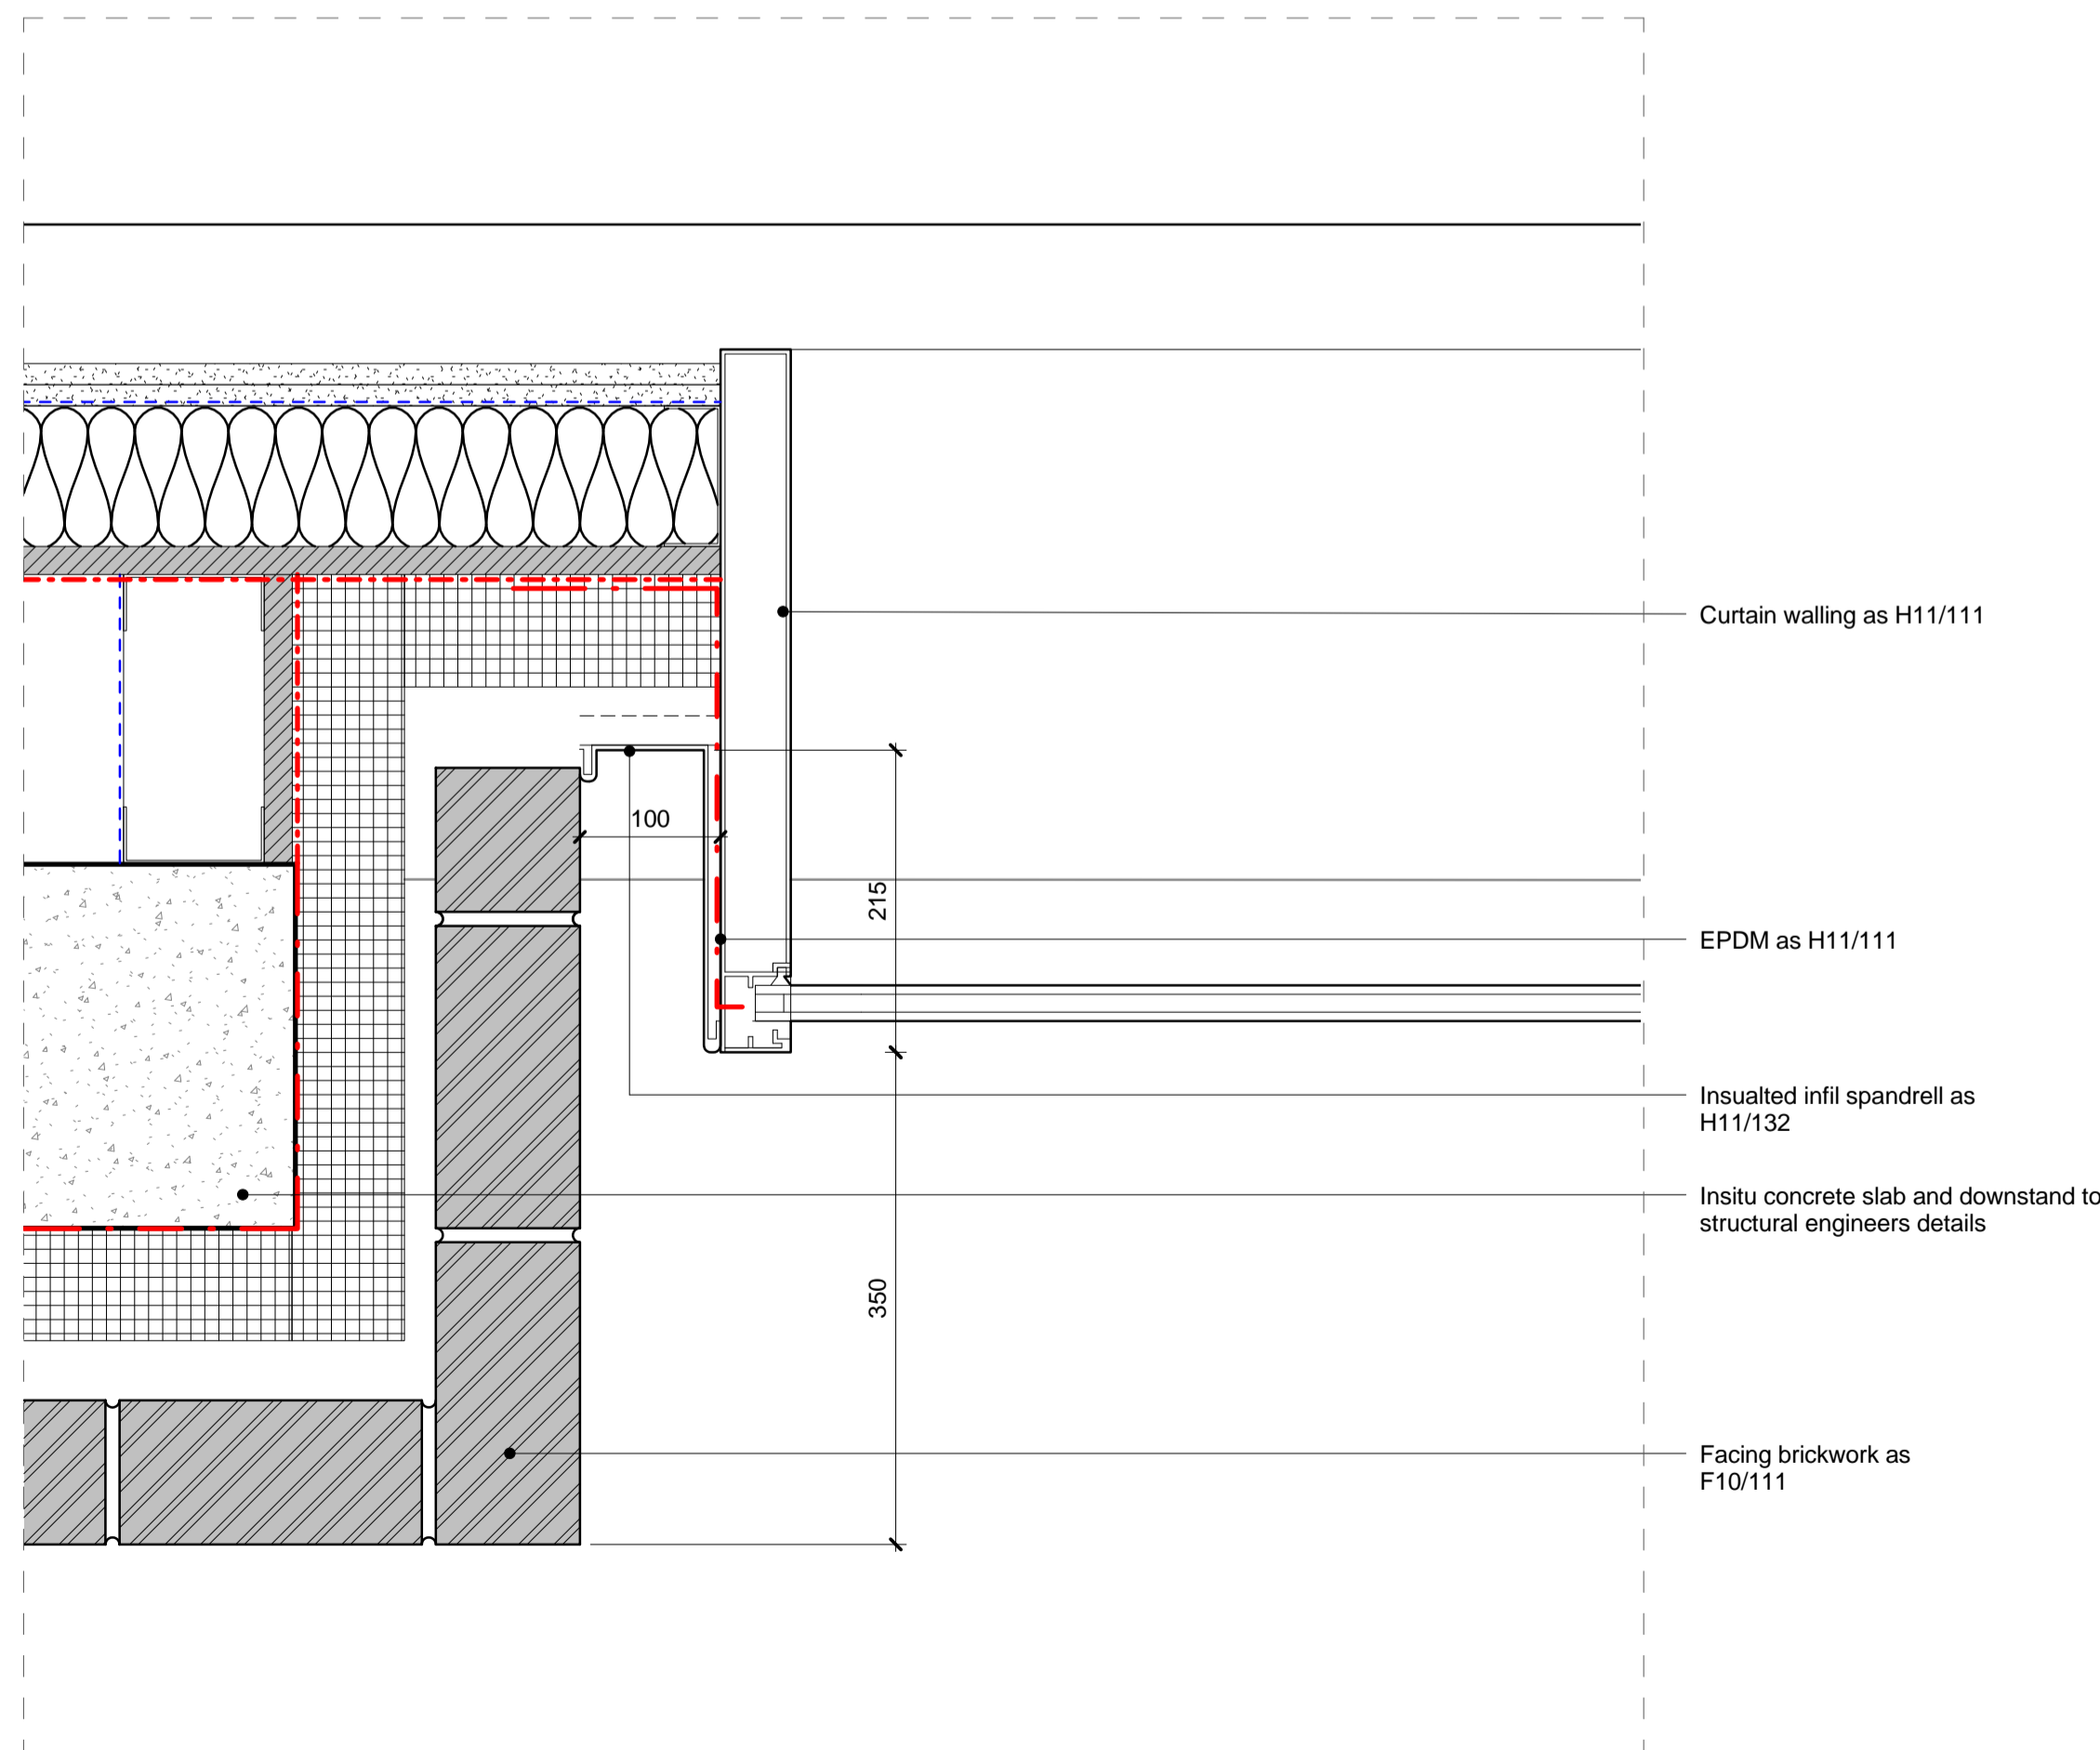 Curtain walling as H11/111
100
215
EPDM as H11/111
Insualted infil spandrell as
H11/132
Insitu concrete slab and downstand to
structural engineers details
350
Facing brickwork as
F10/111